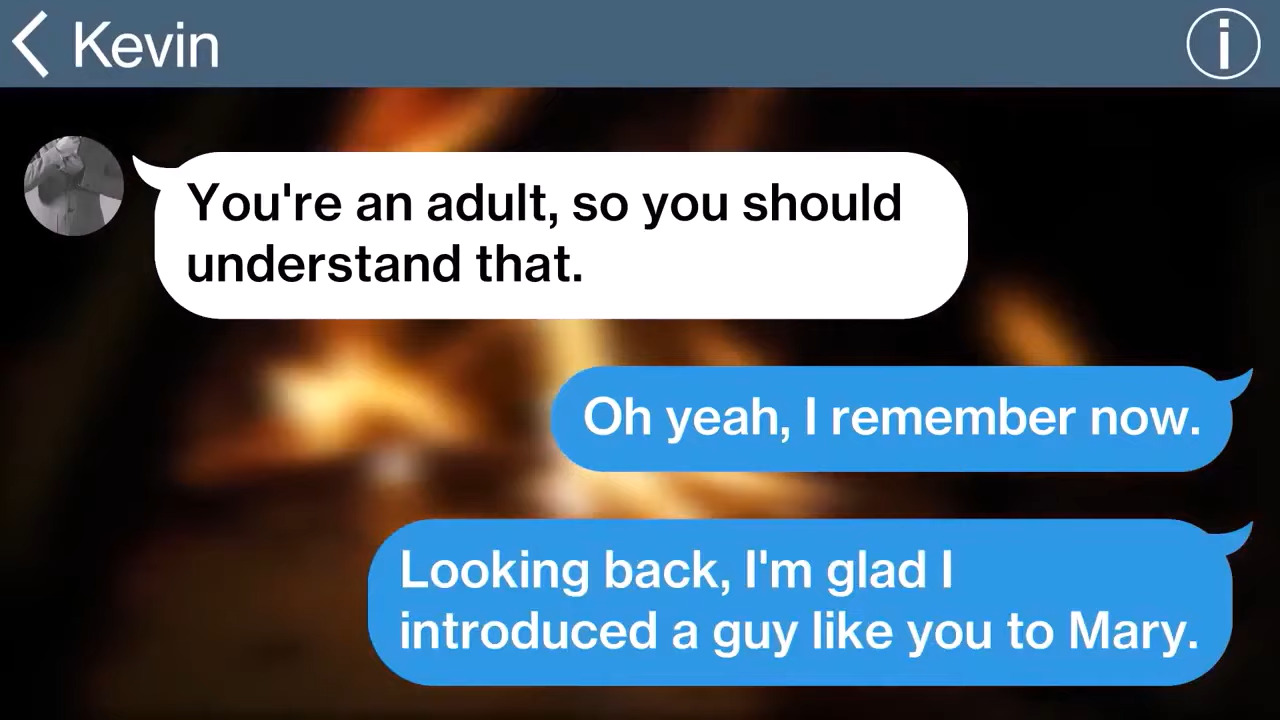 Kevin
You're an adult, so you should
understand that.
Oh yeah, I remember now.
Looking back, I'm glad I
introduced a guy like you to Mary.